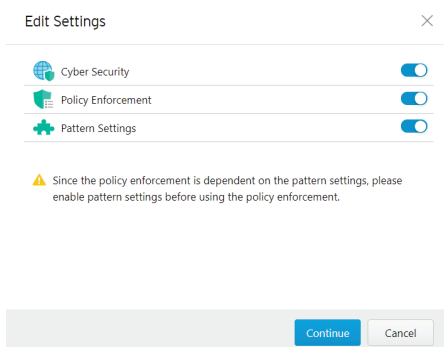 Edit Settings
Cyber Security
Policy Enforcement
Pattern Settings
Since the policy enforcement is dependent on the pattern settings, please
enable pattern settings before using the policy enforcement.
Continue
Cancel